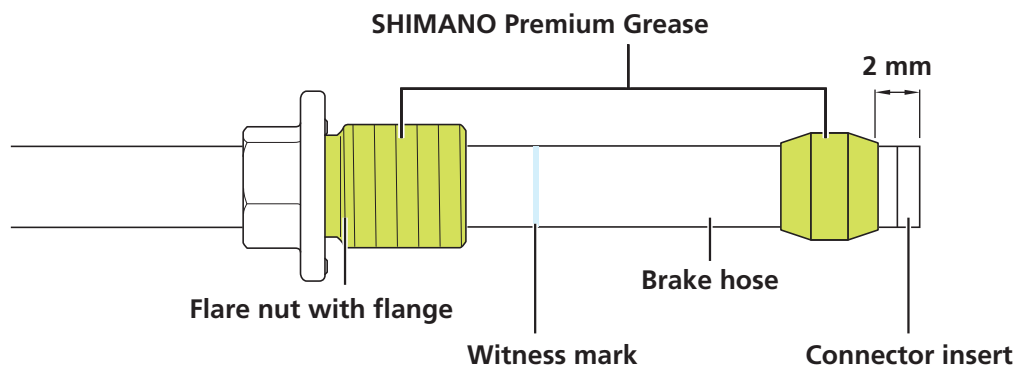 SHIMANO Premium Grease
2 mm
Brake hose
Flare nut with flange
Witness mark
Connector insert